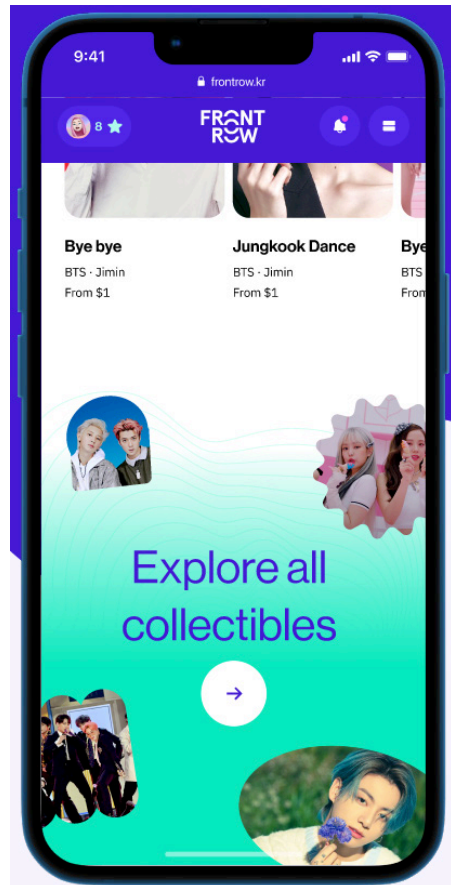 9:41
frontrow.kr
8
FRONT
ROW
Bye bye
Jungkook Dance
Bye
BTS · Jimin
BTS · Jimin
BTS
From $1
From $1
From
Explore all
collectibles